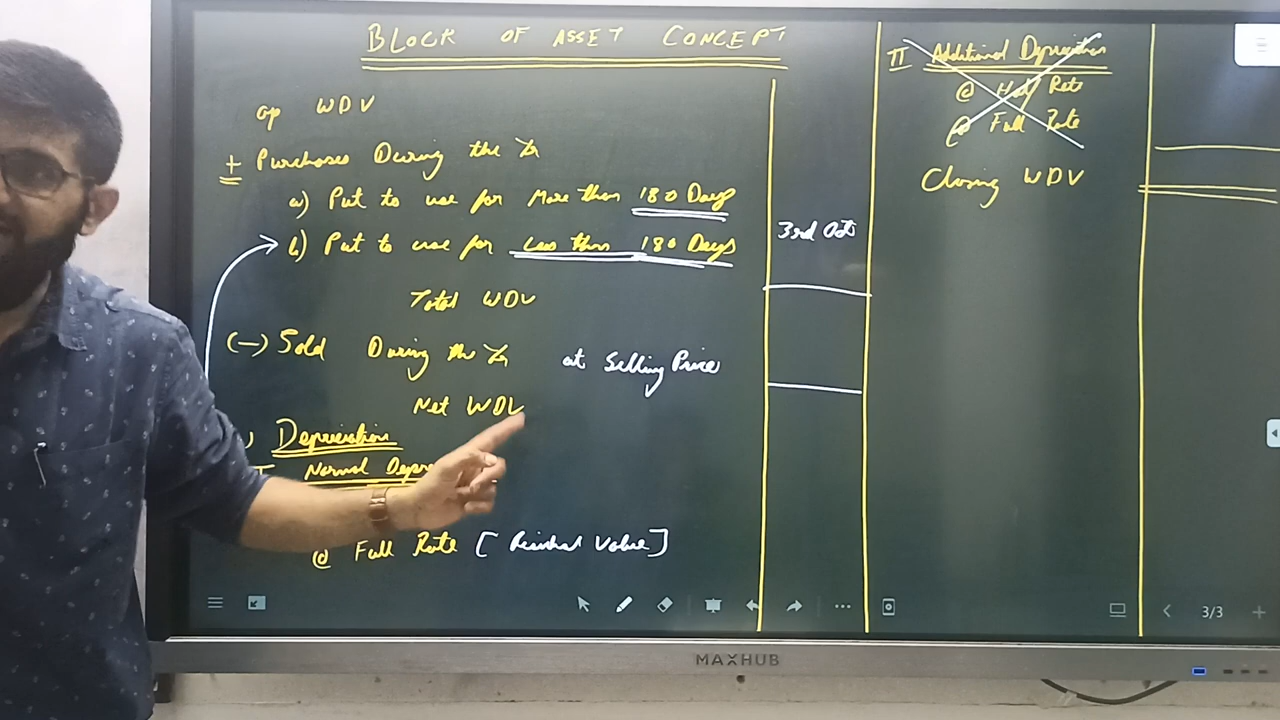 BLOCK OF ASSET CONCEPT
op WDV
+ Purchases During the Yr
a) Put to use for More than 180 Days
b) Put to use for Less than 180 Days
Total WDV
(-) Sold During the Yr at Selling Price
Net WDV
) Depreciation
I Normal Depre
@ Full Rate [ Residual Value ]
3rd Oct
II Additional Depreciation
@ Half Rate
@ Full Rate
Closing WDV
3/3
MAXHUB